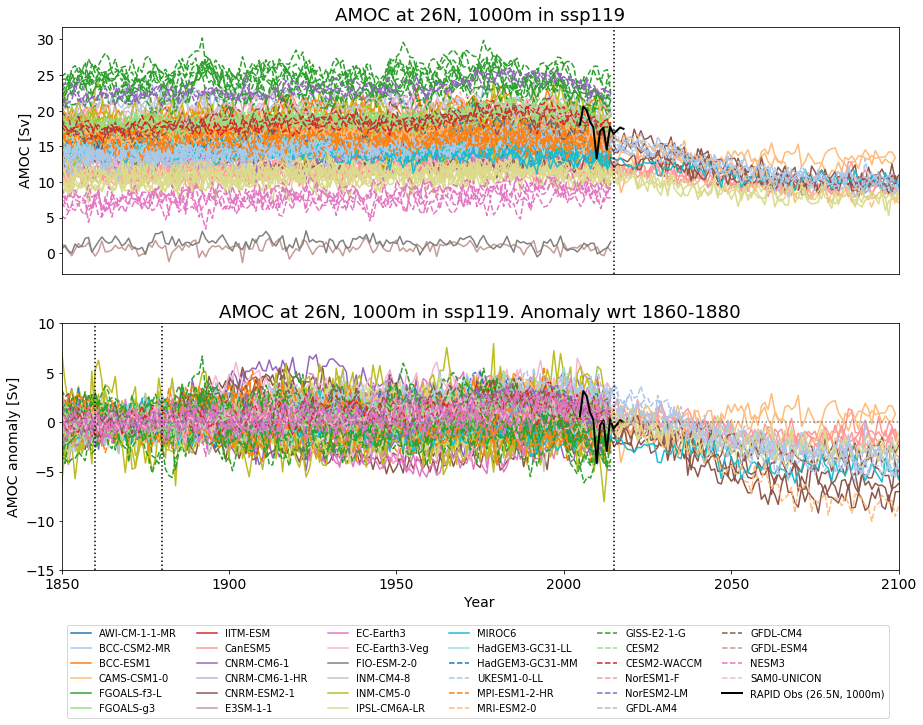 AMOC at 26N, 1000m in ssp119
AMOC [Sv]
30
25
20
15
10
5
0
AMOC at 26N, 1000m in ssp119. Anomaly wrt 1860-1880
AMOC anomaly [Sv]
10
5
0
−5
−10
−15
1850 1900 1950 2000 2050 2100
Year
AWI-CM-1-1-MR IITM-ESM EC-Earth3 MIROC6 GISS-E2-1-G GFDL-CM4
BCC-CSM2-MR CanESM5 EC-Earth3-Veg HadGEM3-GC31-LL CESM2 GFDL-ESM4
BCC-ESM1 CNRM-CM6-1 FIO-ESM-2-0 HadGEM3-GC31-MM CESM2-WACCM NESM3
CAMS-CSM1-0 CNRM-CM6-1-HR INM-CM4-8 UKESM1-0-LL NorESM1-F SAM0-UNICON
FGOALS-f3-L CNRM-ESM2-1 INM-CM5-0 MPI-ESM1-2-HR NorESM2-LM RAPID Obs (26.5N, 1000m)
FGOALS-g3 E3SM-1-1 IPSL-CM6A-LR MRI-ESM2-0 GFDL-AM4